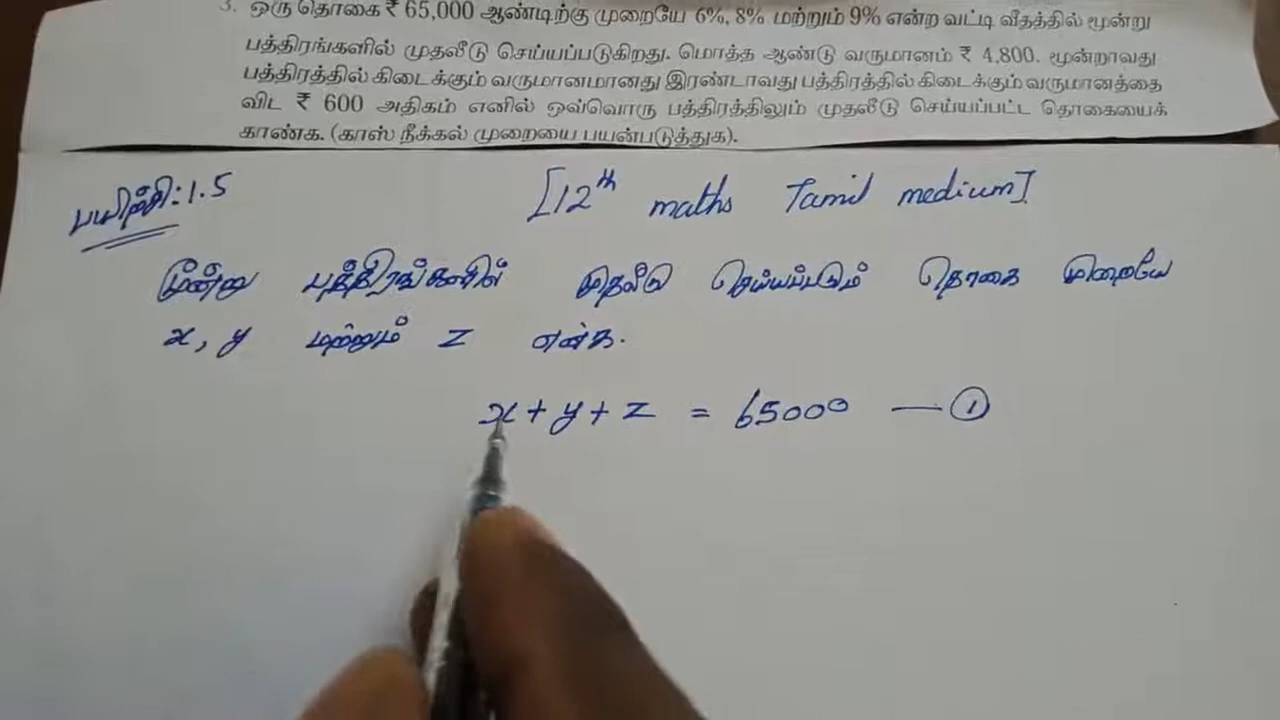 3. ஒரு தொகை ₹ 65,000 ஆண்டிற்கு முறையே 6%, 8% மற்றும் 9% என்ற வட்டி வீதத்தில் மூன்று
பத்திரங்களில் முதலீடு செய்யப்படுகிறது. மொத்த ஆண்டு வருமானம் ₹ 4,800. மூன்றாவது
பத்திரத்தில் கிடைக்கும் வருமானமானது இரண்டாவது பத்திரத்தில் கிடைக்கும் வருமானத்தை
விட ₹ 600 அதிகம் எனில் ஒவ்வொரு பத்திரத்திலும் முதலீடு செய்யப்பட்ட தொகையைக்
காண்க. (காஸ் நீக்கல் முறையை பயன்படுத்துக).
பயிற்சி: 1.5 [12th maths Tamil medium]
மூன்று பத்திரங்களில் முதலீடு செய்யப்படும் தொகை முறையே
x, y மற்றும் z என்க.
x + y + z = 65000 — ①